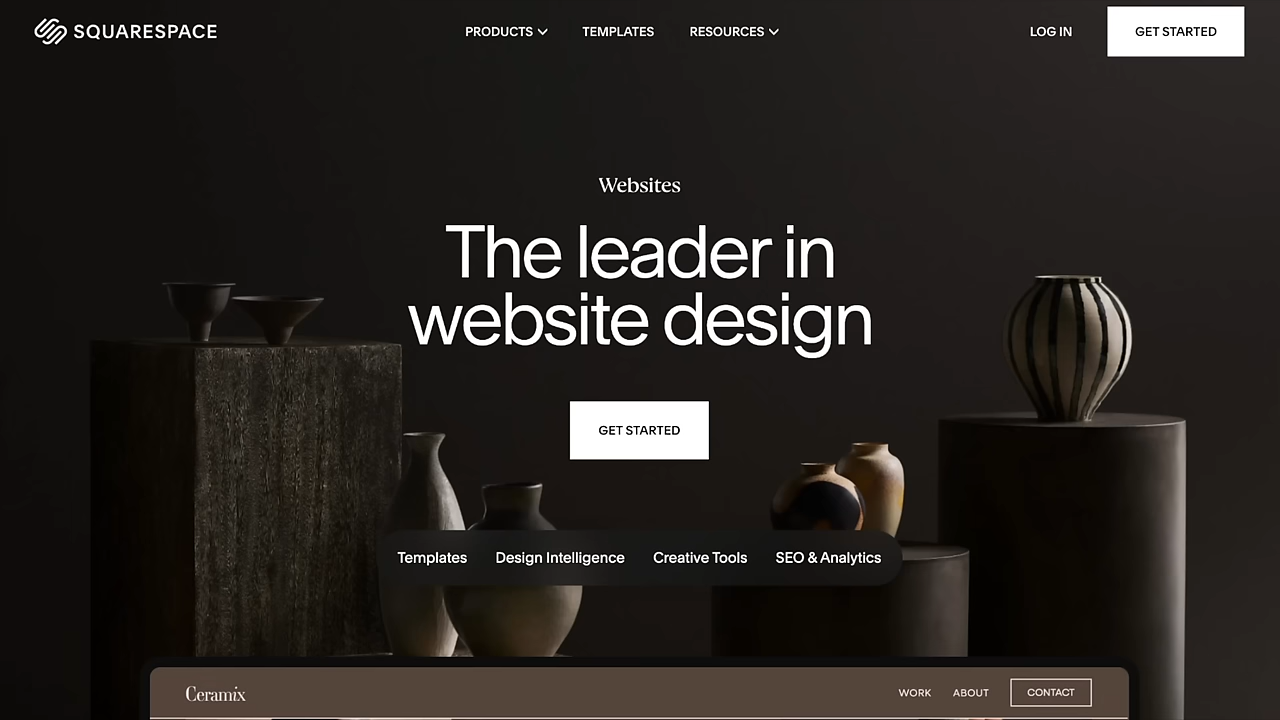 SQUARESPACE
PRODUCTS
TEMPLATES
RESOURCES
LOG IN
GET STARTED
Websites
The leader in
website design
GET STARTED
Templates
Design Intelligence
Creative Tools
SEO & Analytics
Ceramix
WORK
ABOUT
CONTACT